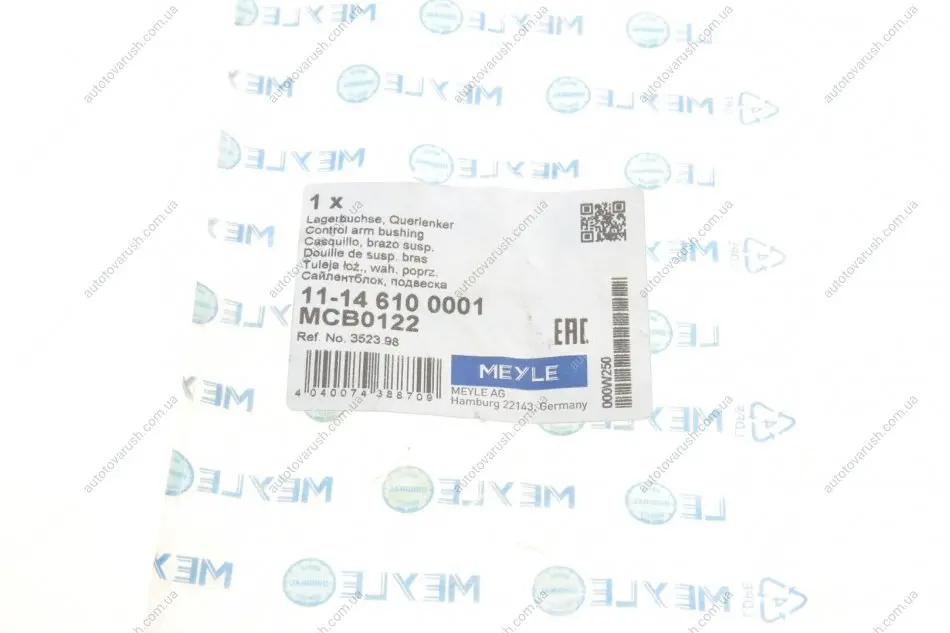 1 x
Lagerbuchse, Querlenker
Control arm bushing
Casquillo, brazo susp.
Douille de susp. bras
Tuleja łoż., wah. poprz.
Сайлентблок, подвеска
11-14 610 0001
MCB0122
Ref. No. 3523.98
EAC
MEYLE
4 040074 388709
MEYLE AG
Hamburg 22143, Germany
000W250
MEYLE
autotovarush.com.ua